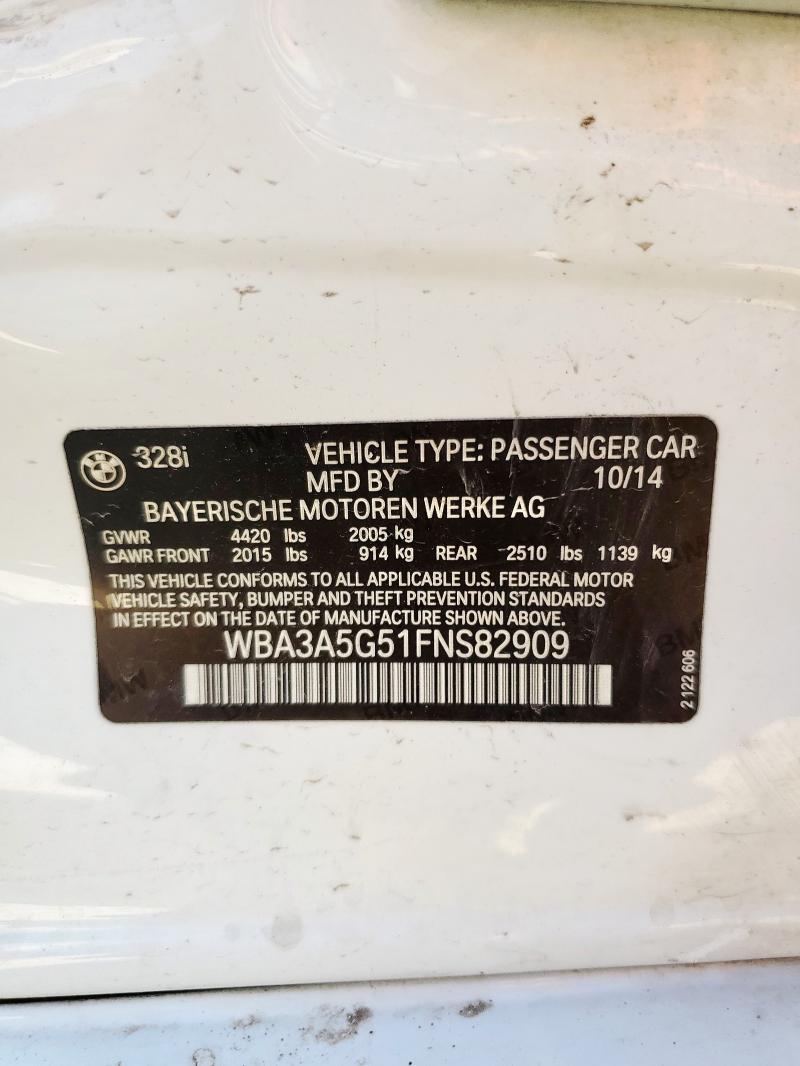 328i VEHICLE TYPE: PASSENGER CAR
MFD BY 10/14
BAYERISCHE MOTOREN WERKE AG
GVWR 4420 lbs 2005 kg
GAWR FRONT 2015 lbs 914 kg REAR 2510 lbs 1139 kg
THIS VEHICLE CONFORMS TO ALL APPLICABLE U.S. FEDERAL MOTOR
VEHICLE SAFETY, BUMPER AND THEFT PREVENTION STANDARDS
IN EFFECT ON THE DATE OF MANUFACTURE SHOWN ABOVE.
WBA3A5G51FNS82909
2 122 606